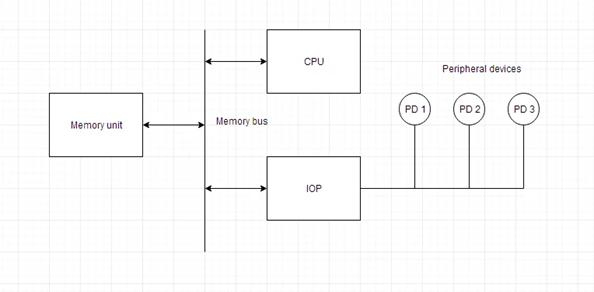 CPU
Peripheral devices
PD 1
PD 2
PD 3
Memory unit
Memory bus
IOP